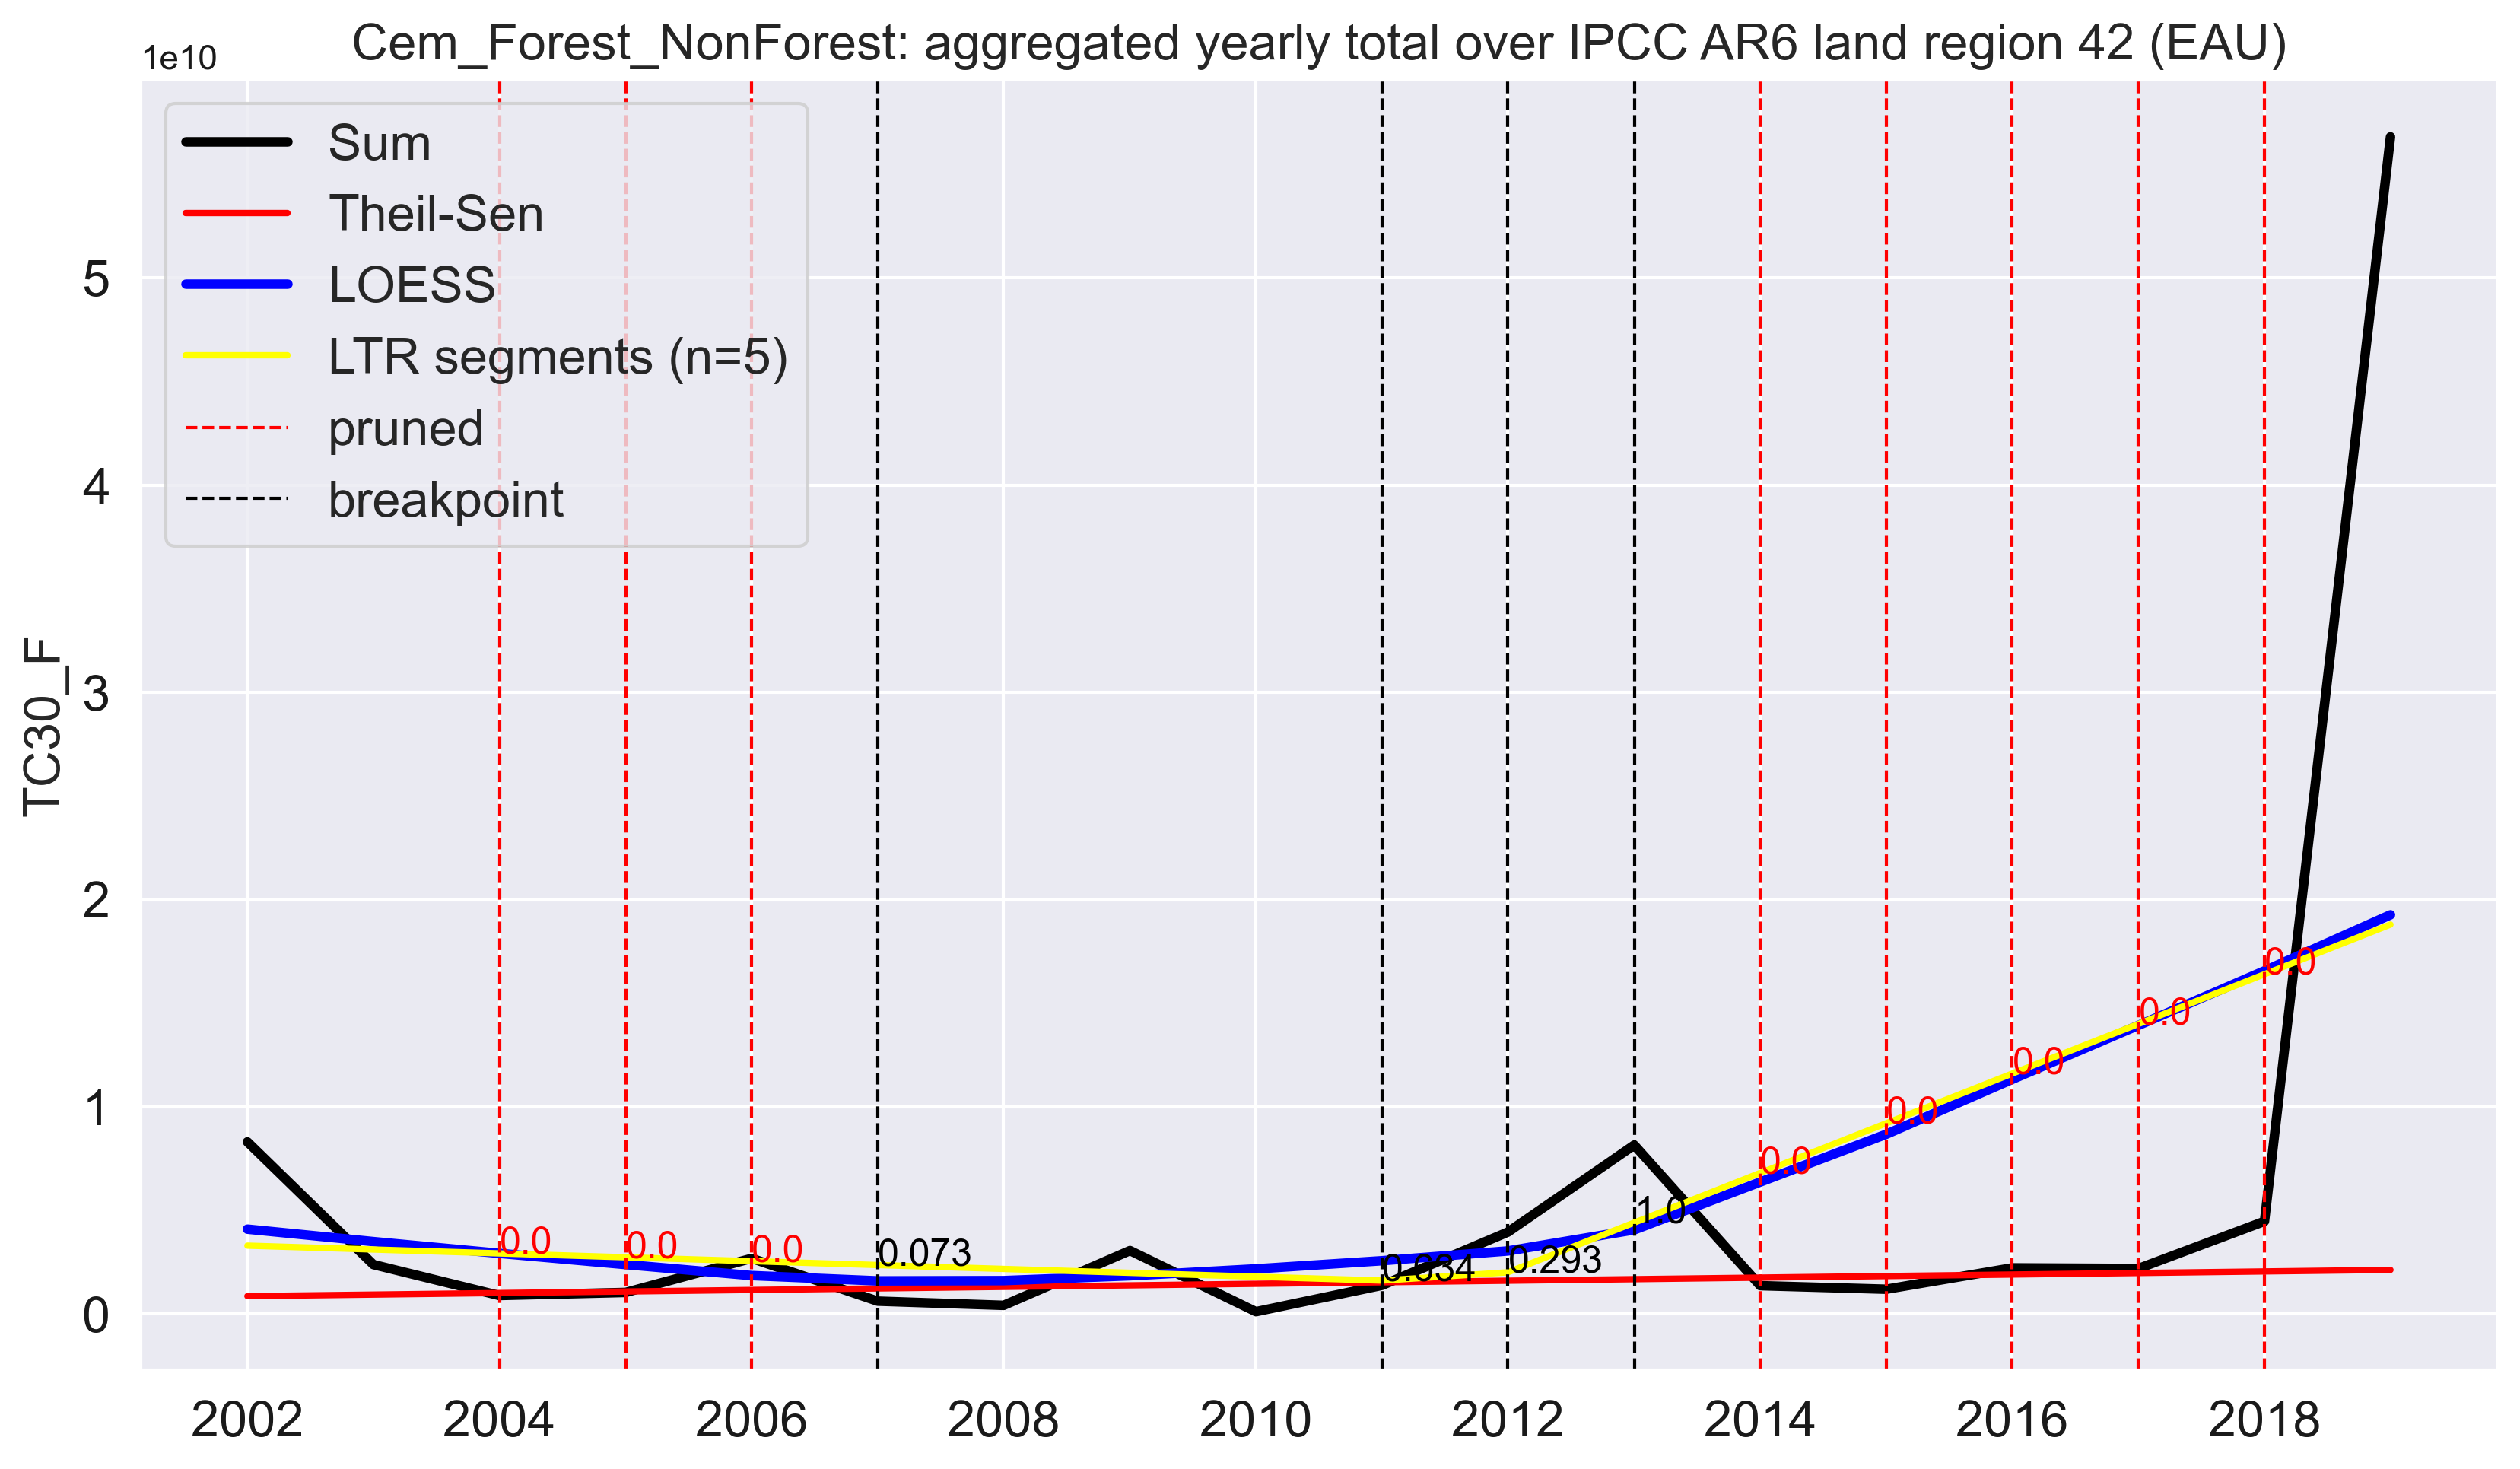 Cem_Forest_NonForest: aggregated yearly total over IPCC AR6 land region 42 (EAU)
1e10
Sum
Theil-Sen
LOESS
LTR segments (n=5)
pruned
breakpoint
TC30_F
5
4
3
2
1
0
0.0
0.0
0.0
0.073
0.634
0.293
1.0
0.0
0.0
0.0
0.0
0.0
2002 2004 2006 2008 2010 2012 2014 2016 2018